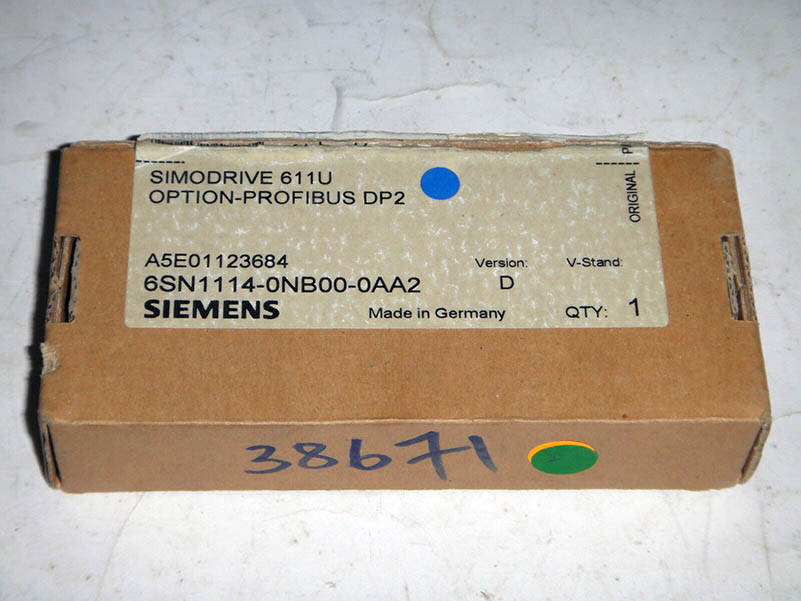 SIMODRIVE 611U
OPTION-PROFIBUS DP2
ORIGINAL
A5E01123684
Version:
V-Stand:
6SN1114-0NB00-0AA2
D
SIEMENS
Made in Germany
QTY: 1
38671